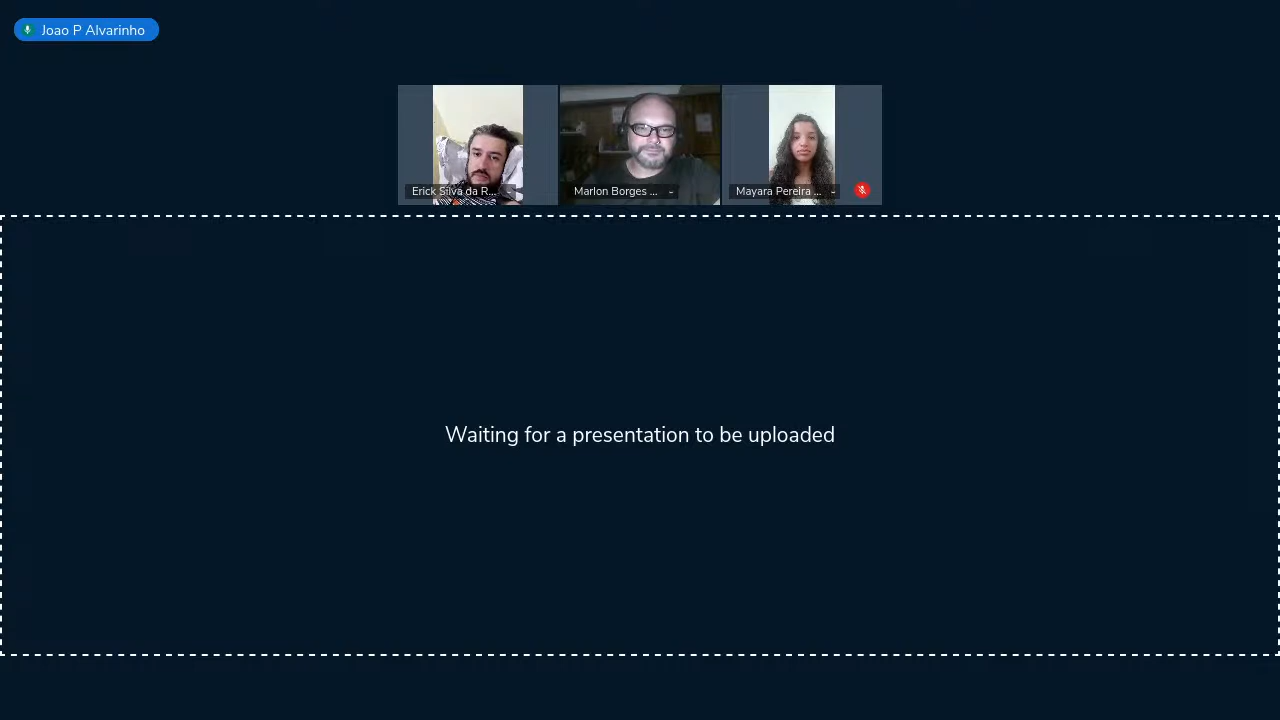 Joao P Alvarinho
Erick Silva da R...
Marlon Borges ...
Mayara Pereira ...
Waiting for a presentation to be uploaded